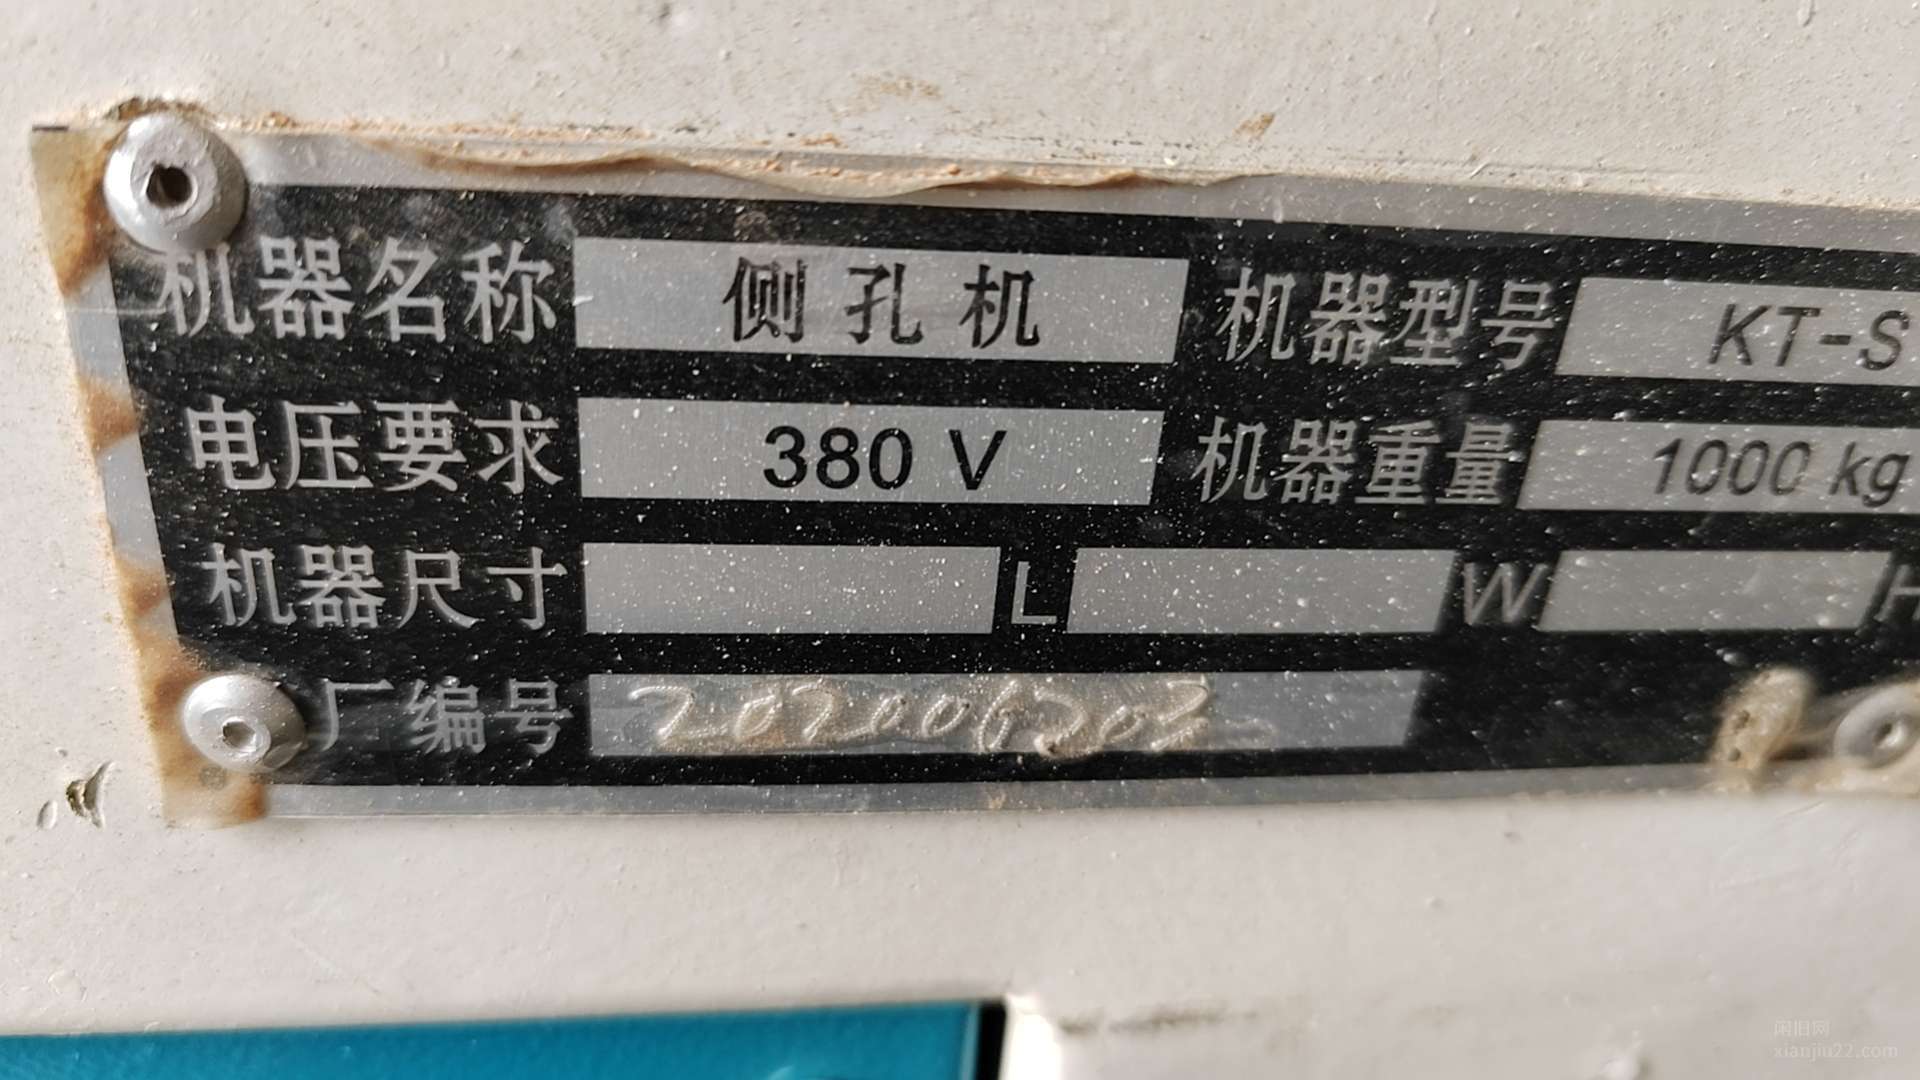 机器名称 侧孔机 机器型号 KT-S
电压要求 380 V 机器重量 1000 kg
机器尺寸 L W H
厂编号 202006202
闲旧网
xianjiu22.com